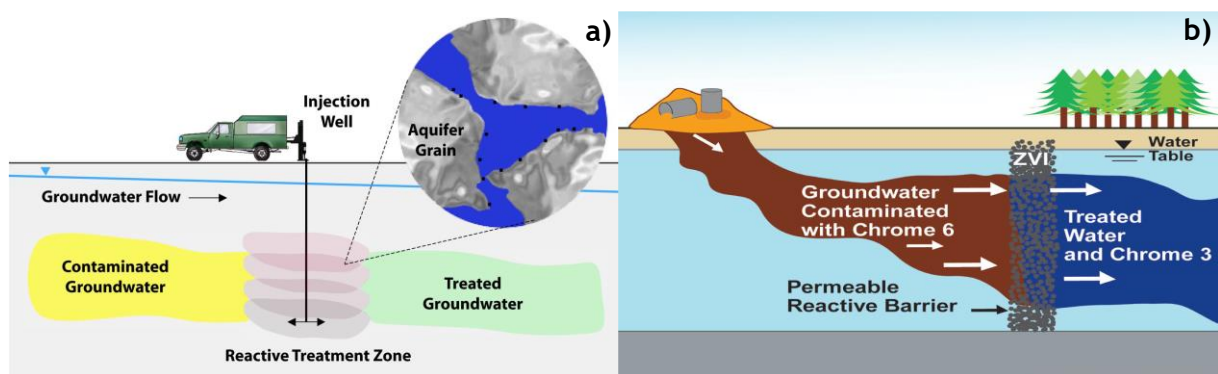 a)
Injection
Well
Aquifer
Grain
Groundwater Flow
Contaminated
Groundwater
Treated
Groundwater
Reactive Treatment Zone
b)
ZVI
Water
Table
Groundwater
Contaminated
with Chrome 6
Treated
Water
and Chrome 3
Permeable
Reactive Barrier